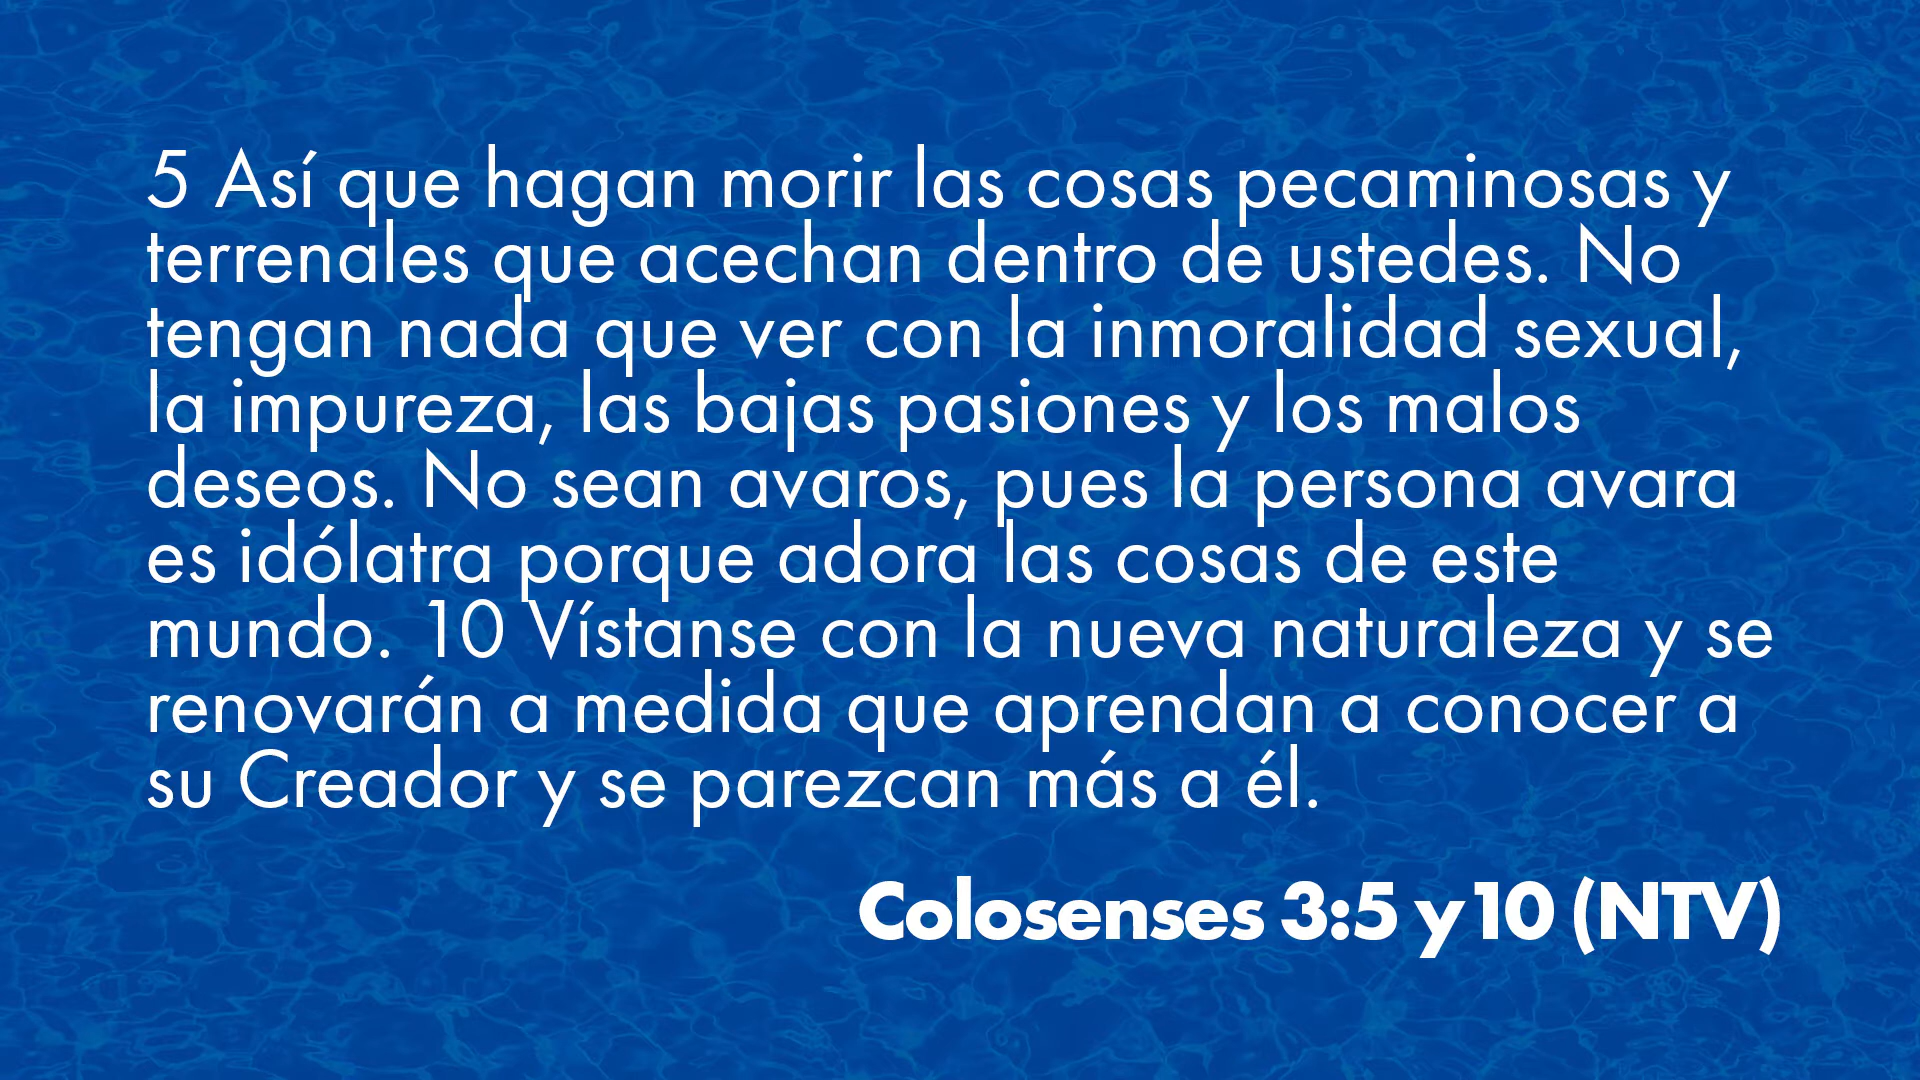 5 Así que hagan morir las cosas pecaminosas y
terrenales que acechan dentro de ustedes. No
tengan nada que ver con la inmoralidad sexual,
la impureza, las bajas pasiones y los malos
deseos. No sean avaros, pues la persona avara
es idólatra porque adora las cosas de este
mundo. 10 Vístanse con la nueva naturaleza y se
renovarán a medida que aprendan a conocer a
su Creador y se parezcan más a él.
Colosenses 3:5 y 10 (NTV)